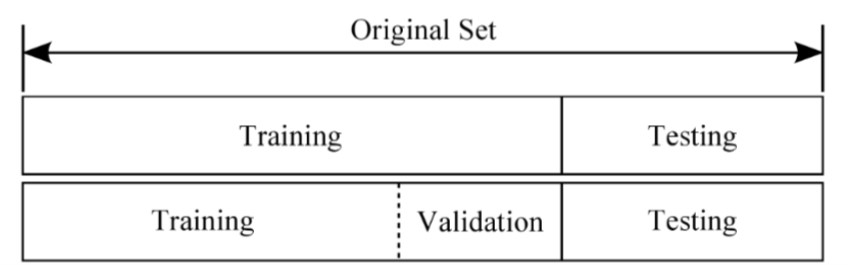 Original Set
Training Testing
Training Validation Testing